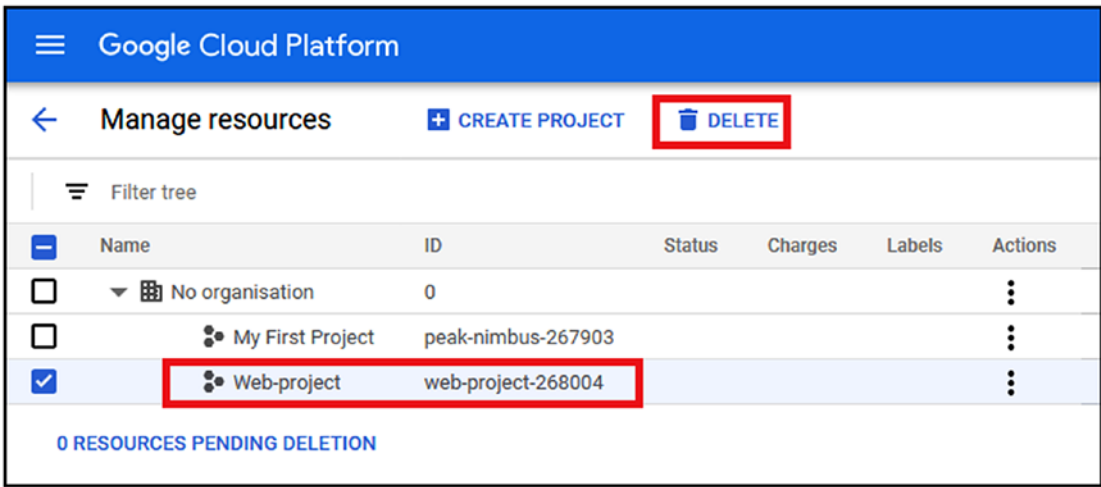 Google Cloud Platform
Manage resources CREATE PROJECT DELETE
Filter tree
Name ID Status Charges Labels Actions
No organisation 0
My First Project peak-nimbus-267903
Web-project web-project-268004
0 RESOURCES PENDING DELETION